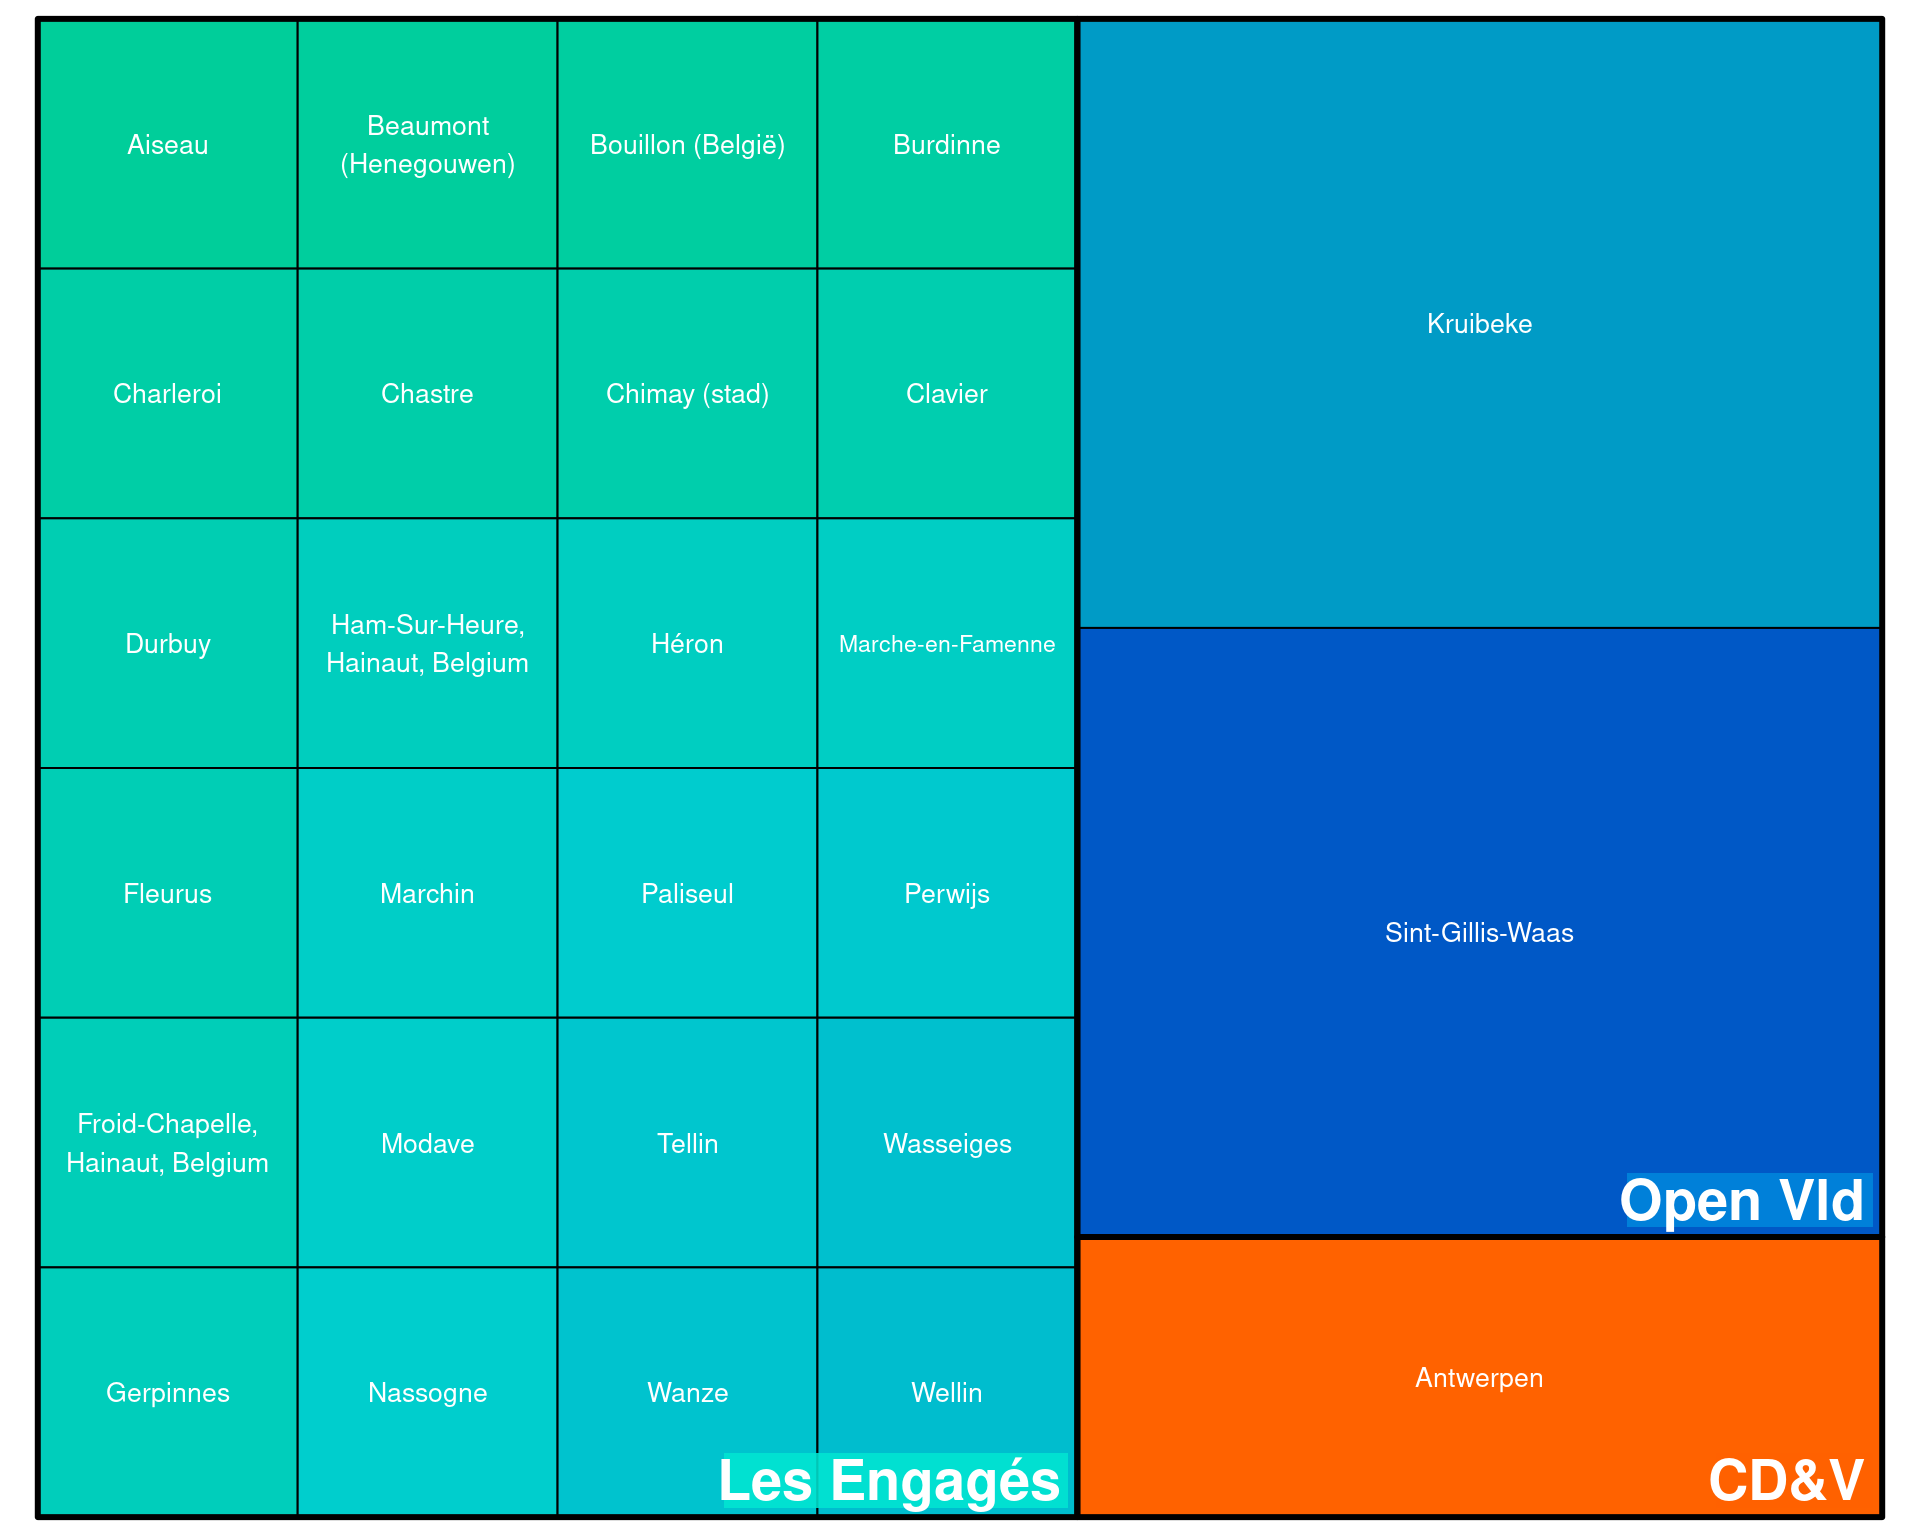 Aiseau
Beaumont
(Henegouwen)
Bouillon (België)
Burdinne
Charleroi
Chastre
Chimay (stad)
Clavier
Durbuy
Ham-Sur-Heure,
Hainaut, Belgium
Héron
Marche-en-Famenne
Fleurus
Marchin
Paliseul
Perwijs
Froid-Chapelle,
Hainaut, Belgium
Modave
Tellin
Wasseiges
Gerpinnes
Nassogne
Wanze
Wellin
Les Engagés
Kruibeke
Sint-Gillis-Waas
Open Vld
Antwerpen
CD&V